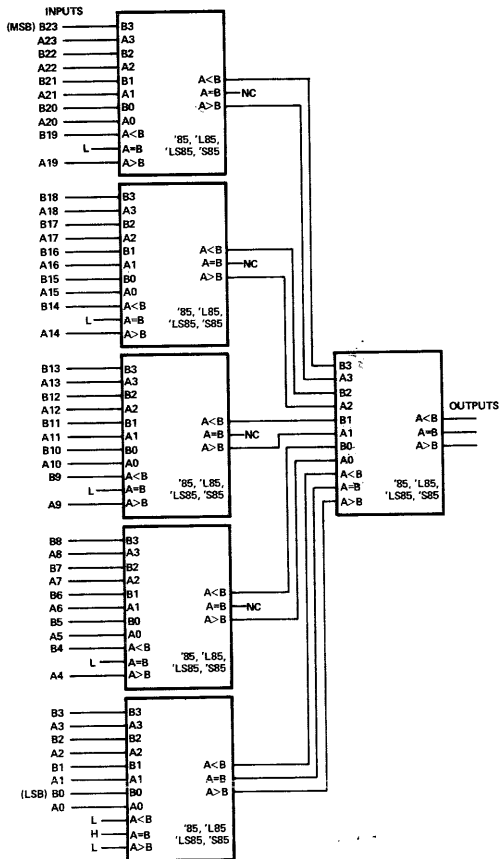 INPUTS
(MSB) B23 B3
A23 A3
B22 B2
A22 A2
B21 B1 A<B
A21 A1 A=B NC
B20 B0 A>B
A20 A0
B19 A<B
L A=B '85, 'L85,
A19 A>B 'LS85, 'S85
B18 B3
A18 A3
B17 B2
A17 A2
B16 B1 A<B
A16 A1 A=B NC
B15 B0 A>B
A15 A0
B14 A<B '85, 'L85,
L A=B 'LS85, 'S85
A14 A>B
B13 B3
A13 A3
B12 B2
A12 A2
B11 B1 A<B
A11 A1 A=B NC
B10 B0 A>B
A10 A0
B9 A<B '85, 'L85,
L A=B 'LS85, 'S85
A9 A>B
B8 B3
A8 A3
B7 B2
A7 A2
B6 B1 A<B
A6 A1 A=B NC
B5 B0 A>B
A5 A0
B4 A<B '85, 'L85,
L A=B 'LS85, 'S85
A4 A>B
B3 B3
A3 A3
B2 B2
A2 A2
B1 B1 A<B
A1 A1 A=B
(LSB) B0 B0 A>B
A0 A0
L A<B
H A=B '85, 'L85
L A>B 'LS85, 'S85
B3
A3
B2
A2 OUTPUTS
B1 A<B
A1 A=B
B0 A>B
A0
A<B
A=B '85, 'L85,
A>B 'LS85, 'S85